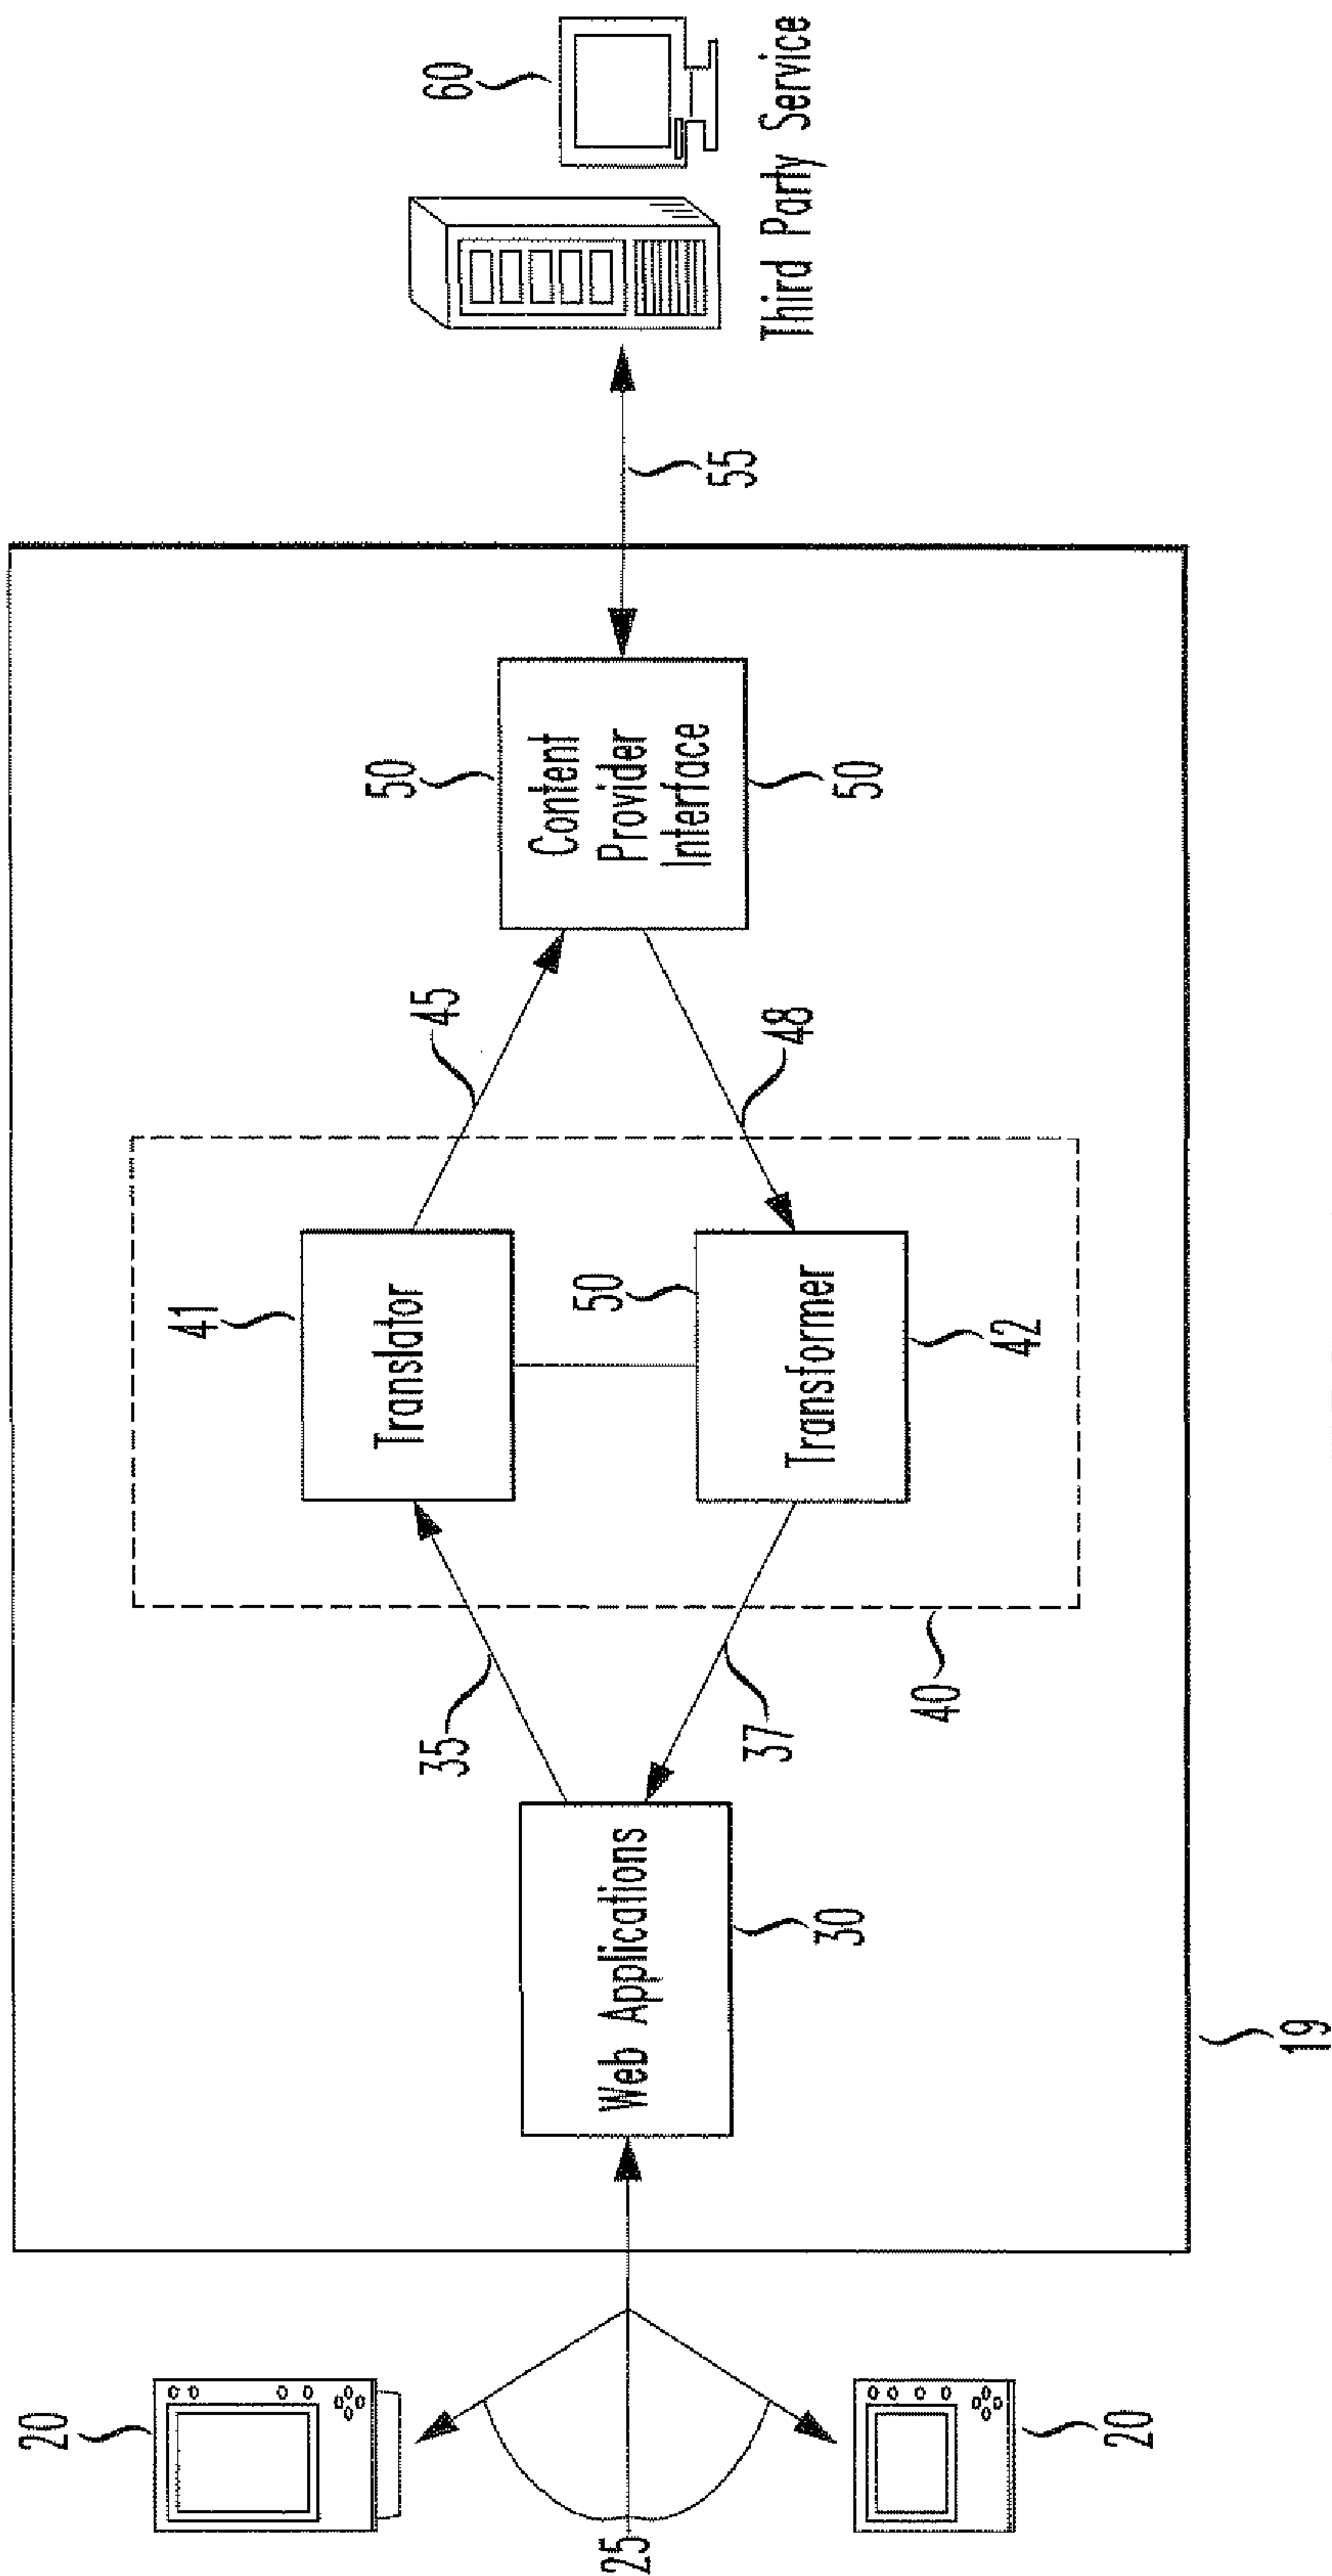 20
41
Translator
50
45
35
60
Content
Provider
Interface
50
Web Applications
25
55
37
48
Third Party Service
Transformer
30
50
40
42
20
19